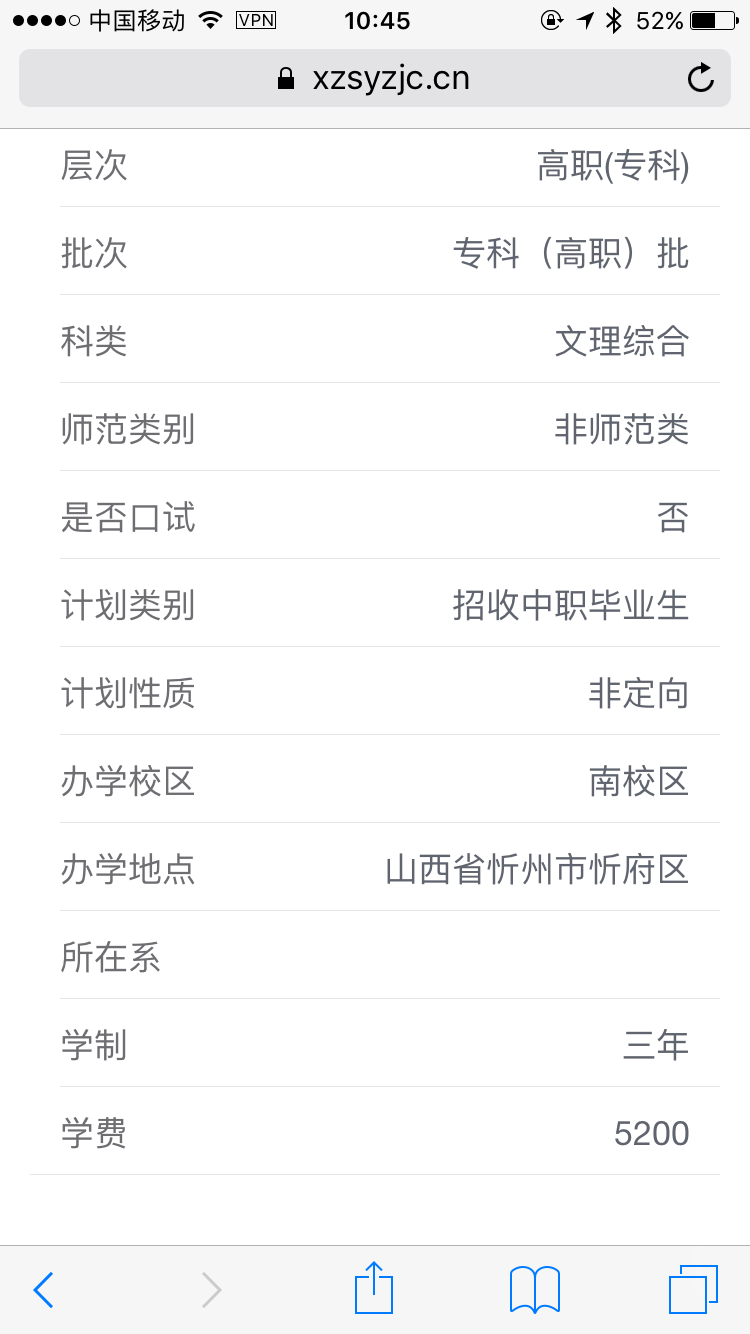 中国移动 VPN 10:45 52%
xzsyzjc.cn
层次 高职(专科)
批次 专科（高职）批
科类 文理综合
师范类别 非师范类
是否口试 否
计划类别 招收中职毕业生
计划性质 非定向
办学校区 南校区
办学地点 山西省忻州市忻府区
所在系
学制 三年
学费 5200